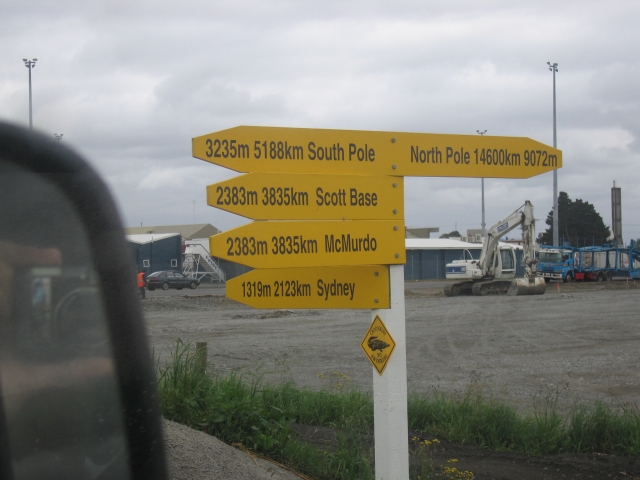 3235m 5188km South Pole
North Pole 14600km 9072m
2383m 3835km Scott Base
2383m 3835km McMurdo
1319m 2123km Sydney